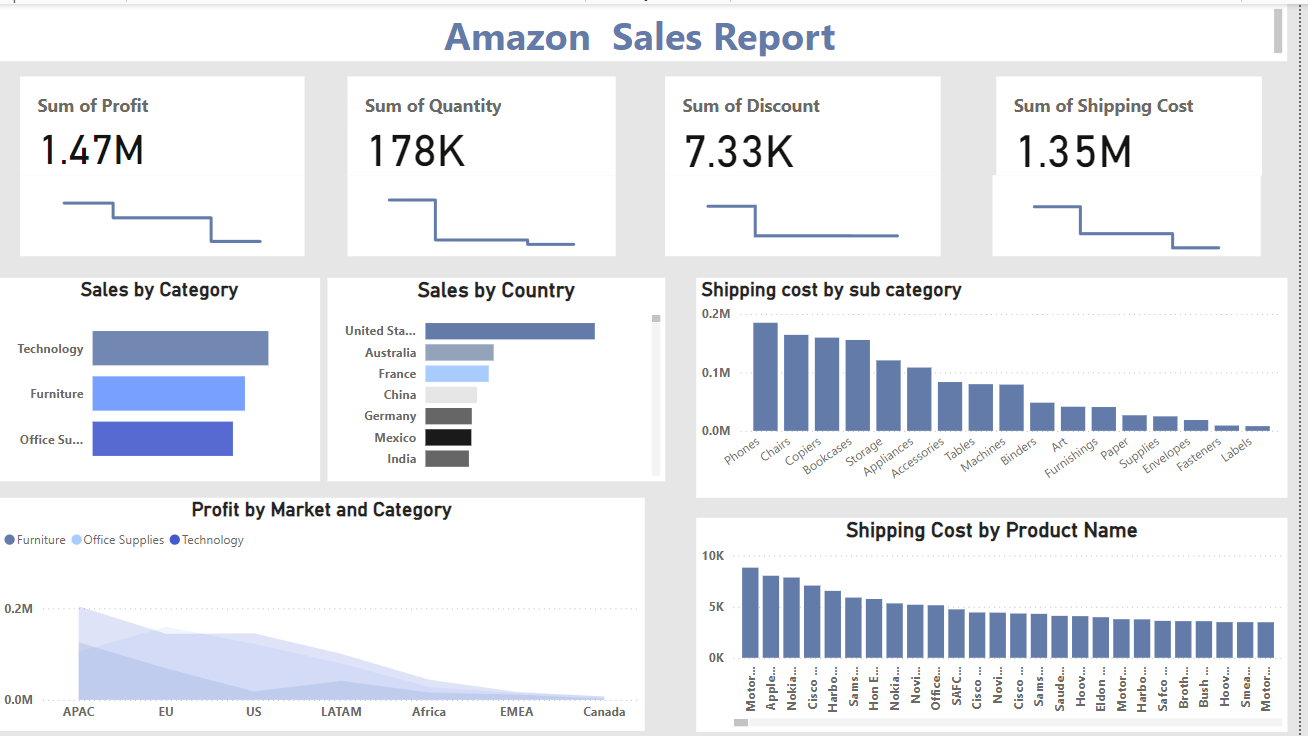 Amazon  Sales Report
Sum of Profit
1.47M
Sum of Quantity
178K
Sum of Discount
7.33K
Sum of Shipping Cost
1.35M
Sales by Category
Technology
Furniture
Office Su...
Sales by Country
United Sta...
Australia
France
China
Germany
Mexico
India
Shipping cost by sub category
0.2M
0.1M
0.0M
Phones
Chairs
Copiers
Bookcases
Storage
Appliances
Accessories
Tables
Machines
Binders
Art
Furnishings
Paper
Supplies
Envelopes
Fasteners
Labels
Profit by Market and Category
Furniture Office Supplies Technology
0.2M
0.0M
APAC EU US LATAM Africa EMEA Canada
Shipping Cost by Product Name
10K
5K
0K
Motor...
Apple...
Nokia...
Cisco ...
Harbo...
Sams...
Hon E...
Nokia...
Novi...
Office...
SAFC...
Cisco ...
Novi...
Cisco ...
Sams...
Saude...
Hoov...
Eldon ...
Motor...
Harbo...
Safco ...
Broth...
Bush ...
Hoov...
Smea...
Motor...